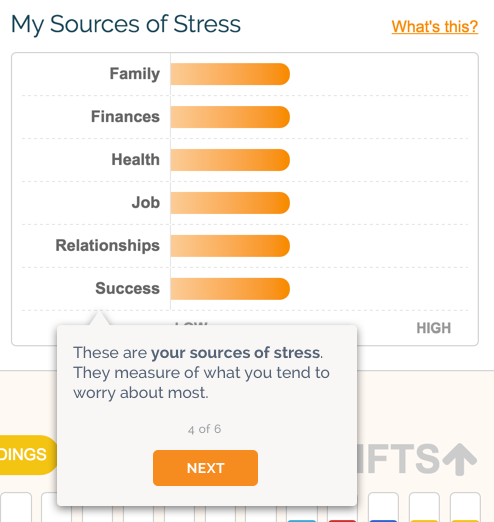 My Sources of Stress
What's this?
Family
Finances
Health
Job
Relationships
Success
HIGH
These are your sources of stress.
They measure of what you tend to
worry about most.
4 of 6
NEXT
DINGS
IFTS